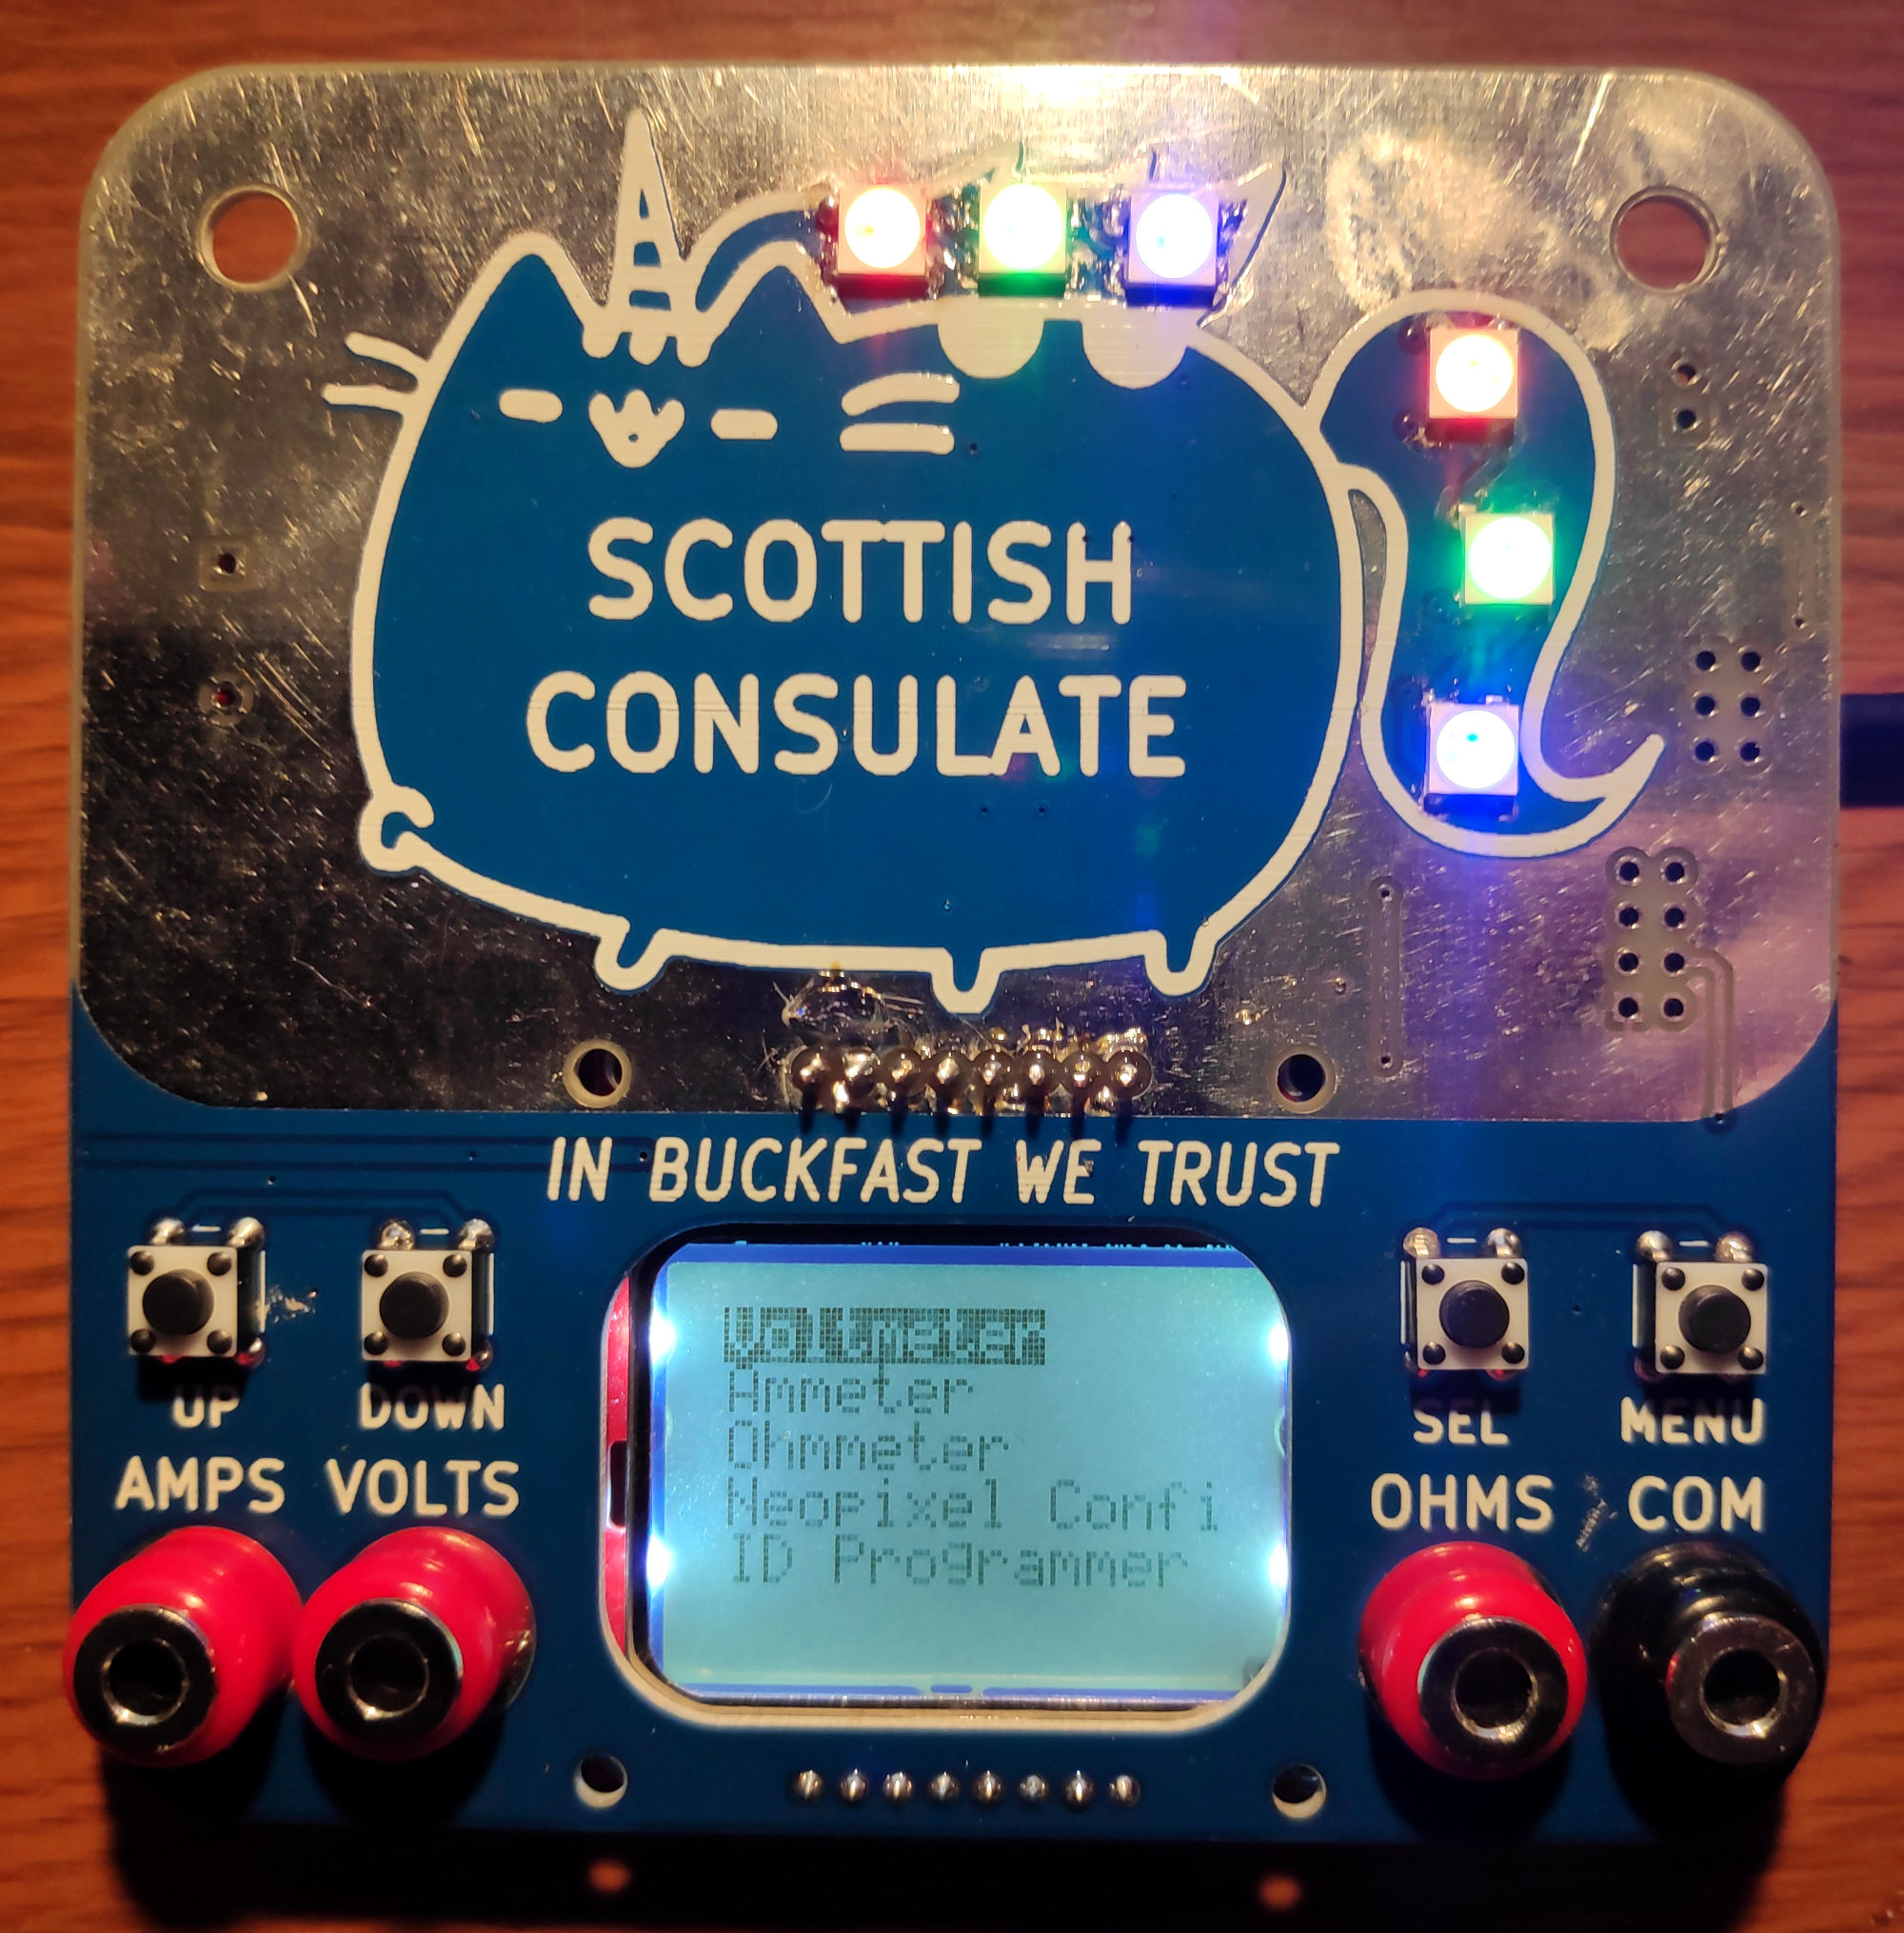 SCOTTISH
CONSULATE
IN BUCKFAST WE TRUST
UP DOWN
AMPS VOLTS
Voltmeter
Ammeter
Ohmmeter
Neopixel Confi
ID Programmer
SEL MENU
OHMS COM